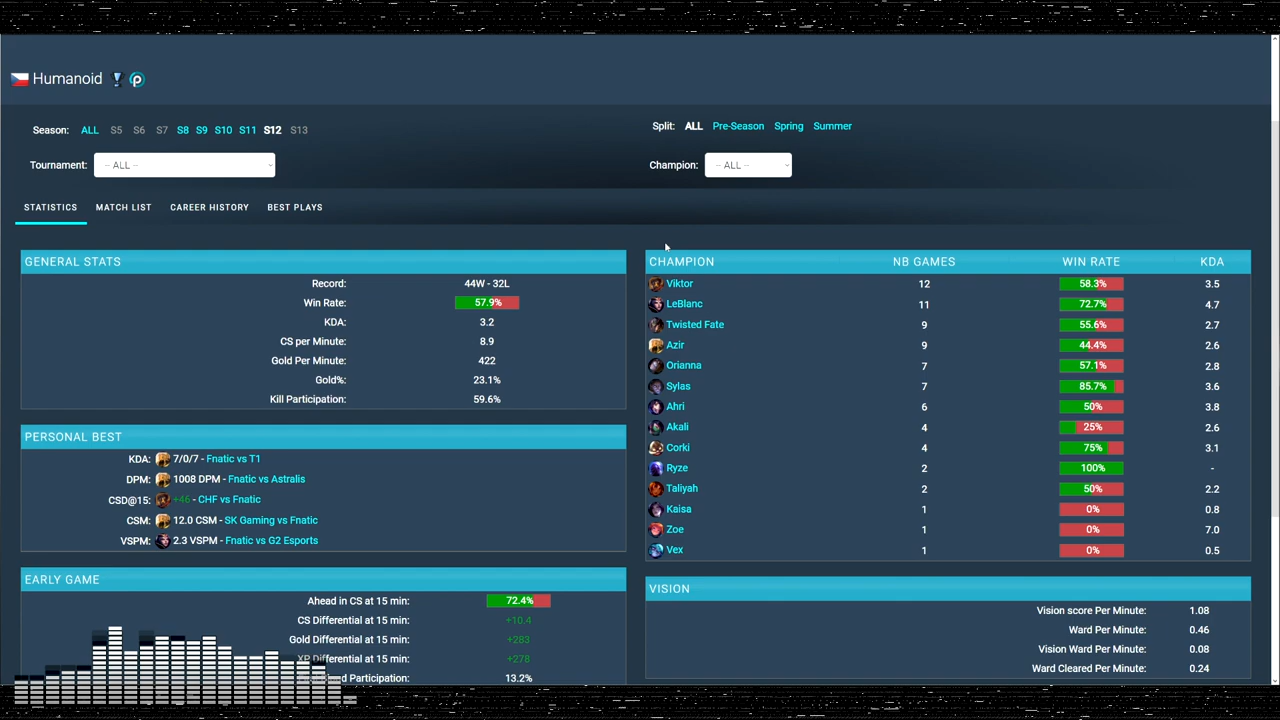 Humanoid
Season: ALL S5 S6 S7 S8 S9 S10 S11 S12 S13
Split: ALL Pre-Season Spring Summer
Tournament: -- ALL --
Champion: -- ALL --
STATISTICS MATCH LIST CAREER HISTORY BEST PLAYS
GENERAL STATS
Record: 44W - 32L
Win Rate: 57.9%
KDA: 3.2
CS per Minute: 8.9
Gold Per Minute: 422
Gold%: 23.1%
Kill Participation: 59.6%
PERSONAL BEST
KDA: 7/0/7 - Fnatic vs T1
DPM: 1008 DPM - Fnatic vs Astralis
CSD@15: +46 - CHF vs Fnatic
CSM: 12.0 CSM - SK Gaming vs Fnatic
VSPM: 2.3 VSPM - Fnatic vs G2 Esports
EARLY GAME
Ahead in CS at 15 min: 72.4%
CS Differential at 15 min: +10.4
Gold Differential at 15 min: +283
XP Differential at 15 min: +278
Participation: 13.2%
CHAMPION NB GAMES WIN RATE KDA
Viktor 12 58.3% 3.5
LeBlanc 11 72.7% 4.7
Twisted Fate 9 55.6% 2.7
Azir 9 44.4% 2.6
Orianna 7 57.1% 2.8
Sylas 7 85.7% 3.6
Ahri 6 50% 3.8
Akali 4 25% 2.6
Corki 4 75% 3.1
Ryze 2 100% -
Taliyah 2 50% 2.2
Kaisa 1 0% 0.8
Zoe 1 0% 7.0
Vex 1 0% 0.5
VISION
Vision score Per Minute: 1.08
Ward Per Minute: 0.46
Vision Ward Per Minute: 0.08
Ward Cleared Per Minute: 0.24